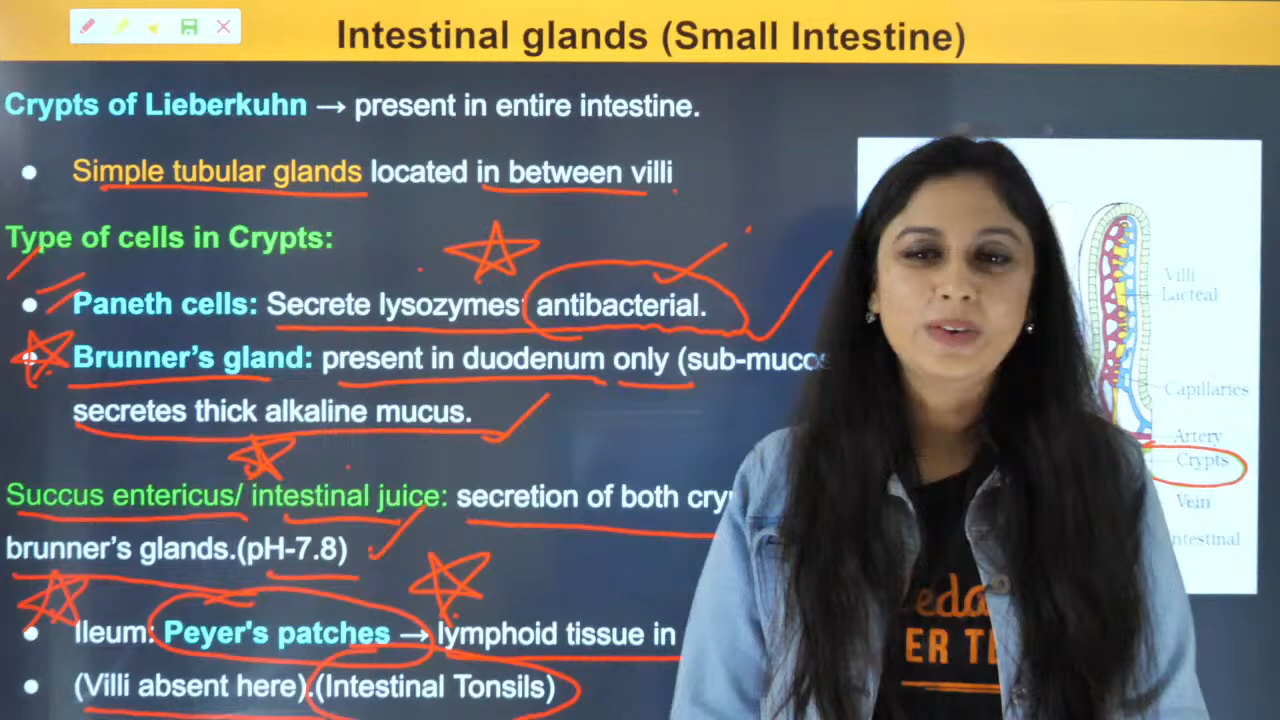 Intestinal glands (Small Intestine)
Crypts of Lieberkuhn → present in entire intestine.
● Simple tubular glands located in between villi
Type of cells in Crypts:
● Paneth cells: Secrete lysozymes antibacterial.
● Brunner's gland: present in duodenum only (sub-mucos
secretes thick alkaline mucus.
Succus entericus/ intestinal juice: secretion of both cry
brunner's glands.(pH-7.8)
● Ileum: Peyer's patches → lymphoid tissue in
● (Villi absent here).(Intestinal Tonsils)
Villi
Lacteal
Capillaries
Artery
Crypts
Vein
ntestinal
eda
ER TE